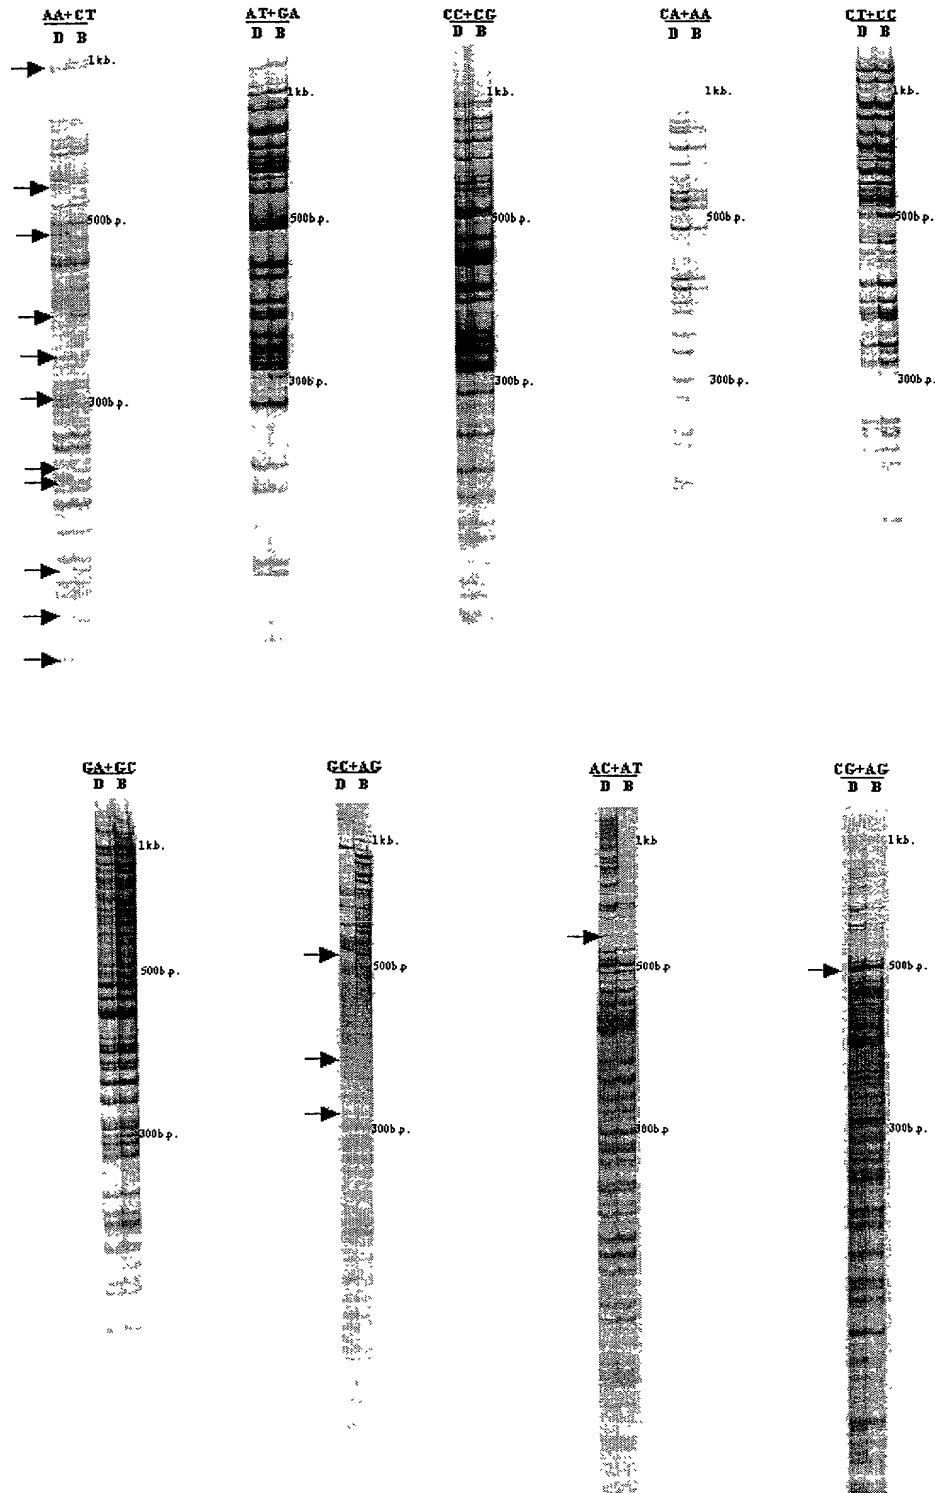 AA+CT AT+GA CC+CG CA+AA CT+CC
D B D B D B D B D B
1kb.
1kb. 1kb. 1kb. 1kb.
500b.p. 500b.p. 500b.p. 500b.p. 500b.p.
300b.p. 300b.p. 300b.p. 300b.p.
300b.p.
GA+GC GC+AG AC+AT CG+AG
D B D B D B D B
1kb. 1kb. 1kb 1kb.
500b.p. 500b.p 500b.p 500b.p.
300b.p. 300b.p. 300b.p 300b.p.